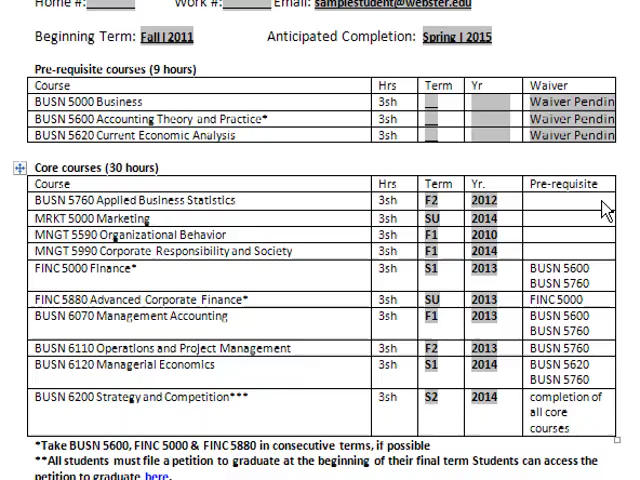 Home #: Work #: Email: samplestudent@webster.edu
Beginning Term: Fall I 2011 Anticipated Completion: Spring I 2015
Pre-requisite courses (9 hours)
Course Hrs Term Yr Waiver
BUSN 5000 Business 3sh Waiver Pendin
BUSN 5600 Accounting Theory and Practice* 3sh Waiver Pendin
BUSN 5620 Current Economic Analysis 3sh Waiver Pendin
Core courses (30 hours)
Course Hrs Term Yr. Pre-requisite
BUSN 5760 Applied Business Statistics 3sh F2 2012
MRKT 5000 Marketing 3sh SU 2014
MNGT 5590 Organizational Behavior 3sh F1 2010
MNGT 5990 Corporate Responsibility and Society 3sh F1 2014
FINC 5000 FInance* 3sh S1 2013 BUSN 5600
BUSN 5760
FINC 5880 Advanced Corporate Finance* 3sh SU 2013 FINC 5000
BUSN 6070 Management Accounting 3sh F1 2013 BUSN 5600
BUSN 5760
BUSN 6110 Operations and Project Management 3sh F2 2013 BUSN 5760
BUSN 6120 Managerial Economics 3sh S1 2014 BUSN 5620
BUSN 5760
BUSN 6200 Strategy and Competition*** 3sh S2 2014 completion of
all core
courses
*Take BUSN 5600, FINC 5000 & FINC 5880 in consecutive terms, if possible
**All students must file a petition to graduate at the beginning of their final term Students can access the
petition to graduate here.